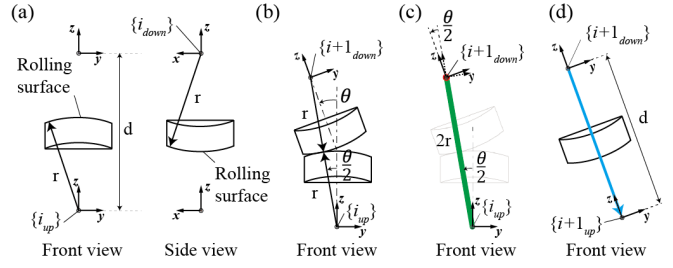 (a)
z
y
Rolling
surface
r
d
{i_up}
z
y
Front view
{i_down}
z
x
r
Rolling
surface
z
x
Side view
(b)
{i+1_down}
z
y
θ
r
r
θ/2
z
{i_up}
y
Front view
(c)
θ/2
{i+1_down}
z
y
2r
θ/2
z
{i_up}
y
Front view
(d)
{i+1_down}
z
y
d
z
{i+1_up}
y
Front view